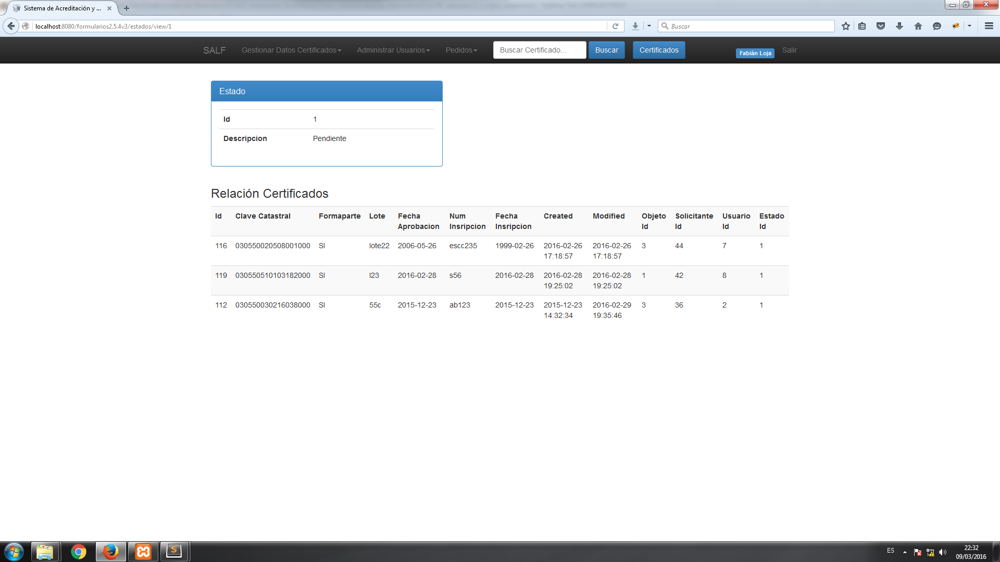 Sistema de Acreditación y ...
localhost:8080/formularios2.5.4v3/estados/view/1
Buscar
SALF
Gestionar Datos Certificados
Administrar Usuarios
Pedidos
Buscar Certificado...
Buscar
Certificados
Fabián Loja
Salir
Estado
Id 1
Descripcion Pendiente
Relación Certificados
Id Clave Catastral Formaparte Lote Fecha Aprobacion Num Insripcion Fecha Insripcion Created Modified Objeto Id Solicitante Id Usuario Id Estado Id
116 030550020508001000 SI lote22 2006-05-26 escc235 1999-02-26 2016-02-26 17:18:57 2016-02-26 17:18:57 3 44 7 1
119 030550510103182000 SI l23 2016-02-28 s56 2016-02-28 2016-02-28 19:25:02 2016-02-28 19:25:02 1 42 8 1
112 030550030216038000 SI 55c 2015-12-23 ab123 2015-12-23 2015-12-23 14:32:34 2016-02-29 19:35:46 3 36 2 1
ES
22:32
09/03/2016